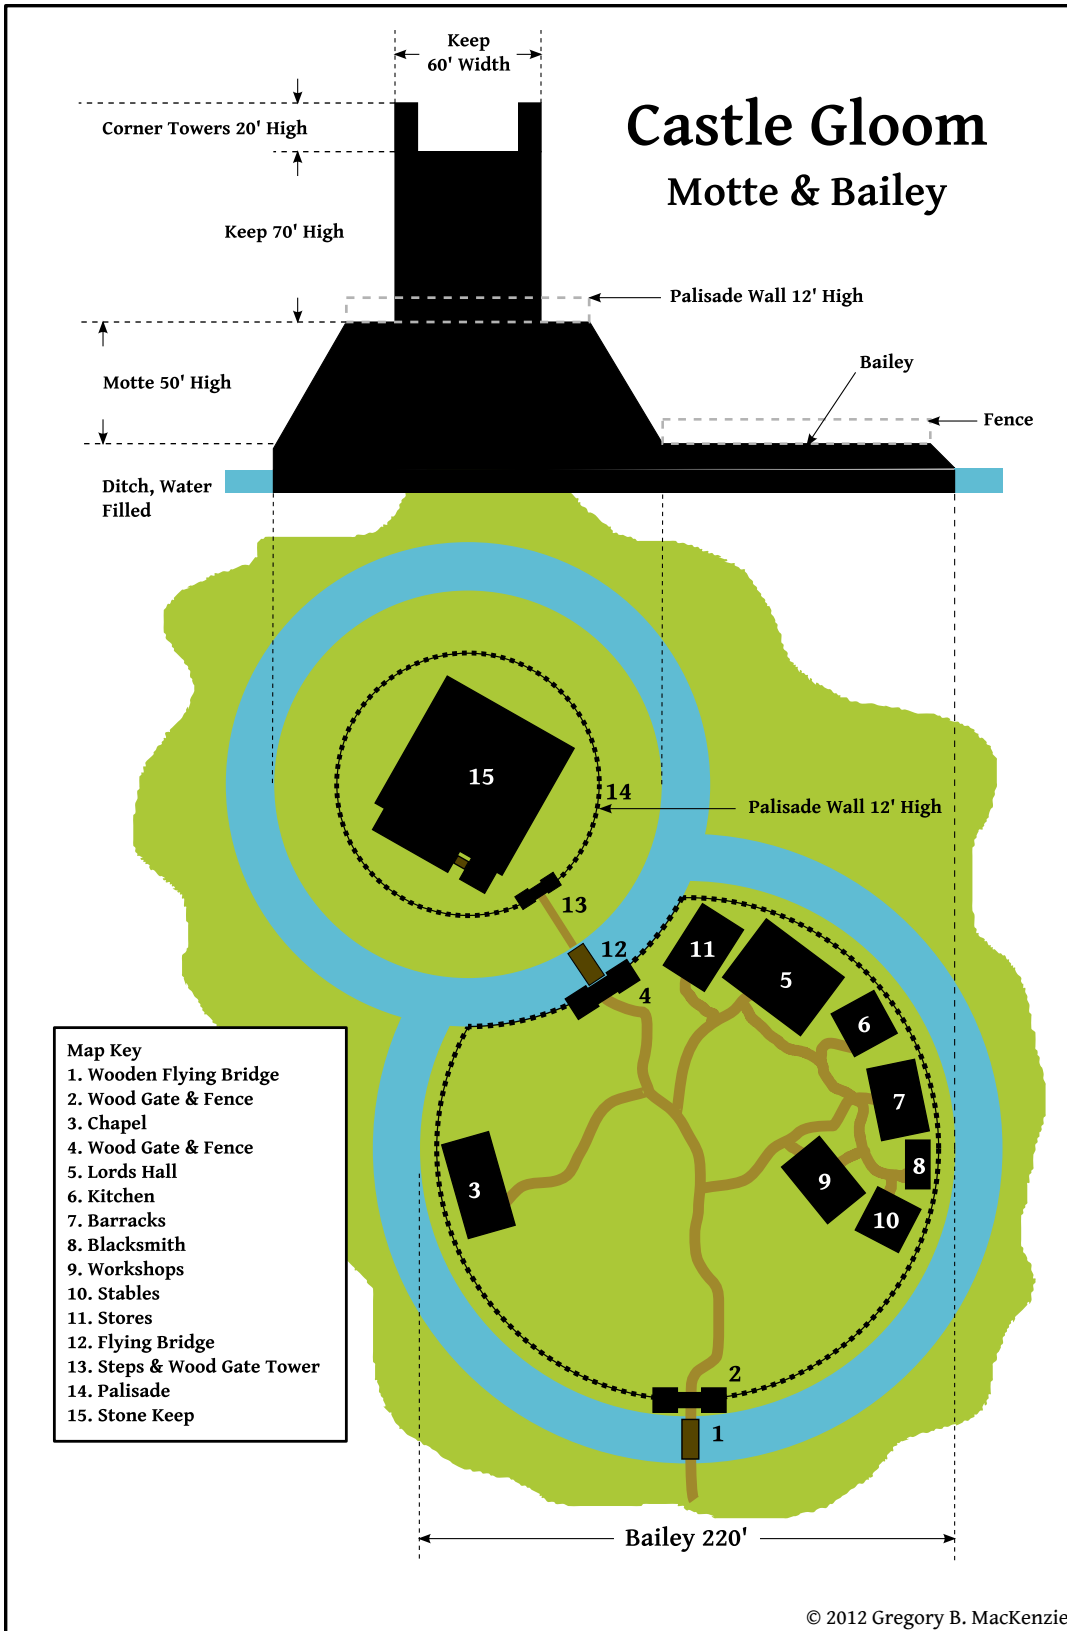 Keep
60' Width
Castle Gloom
Motte & Bailey
Corner Towers 20' High
Keep 70' High
Palisade Wall 12' High
Bailey
Motte 50' High
Fence
Ditch, Water
Filled
15
14
Palisade Wall 12' High
13
12
11
5
4
6
7
8
3
9
10
2
1
Map Key
1. Wooden Flying Bridge
2. Wood Gate & Fence
3. Chapel
4. Wood Gate & Fence
5. Lords Hall
6. Kitchen
7. Barracks
8. Blacksmith
9. Workshops
10. Stables
11. Stores
12. Flying Bridge
13. Steps & Wood Gate Tower
14. Palisade
15. Stone Keep
Bailey 220'
© 2012 Gregory B. MacKenzie